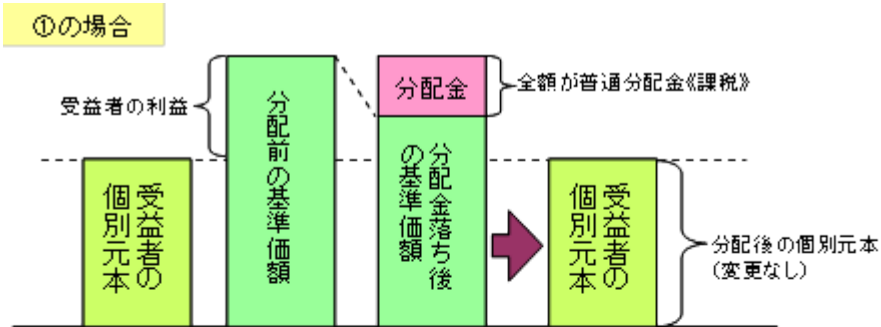 ①の場合
受益者の利益
分配前の基準価額
分配金
全額が普通分配金《課税》
受益者の
個別元本
分配金落ち後
の基準価額
受益者の
個別元本
分配後の個別元本
(変更なし)